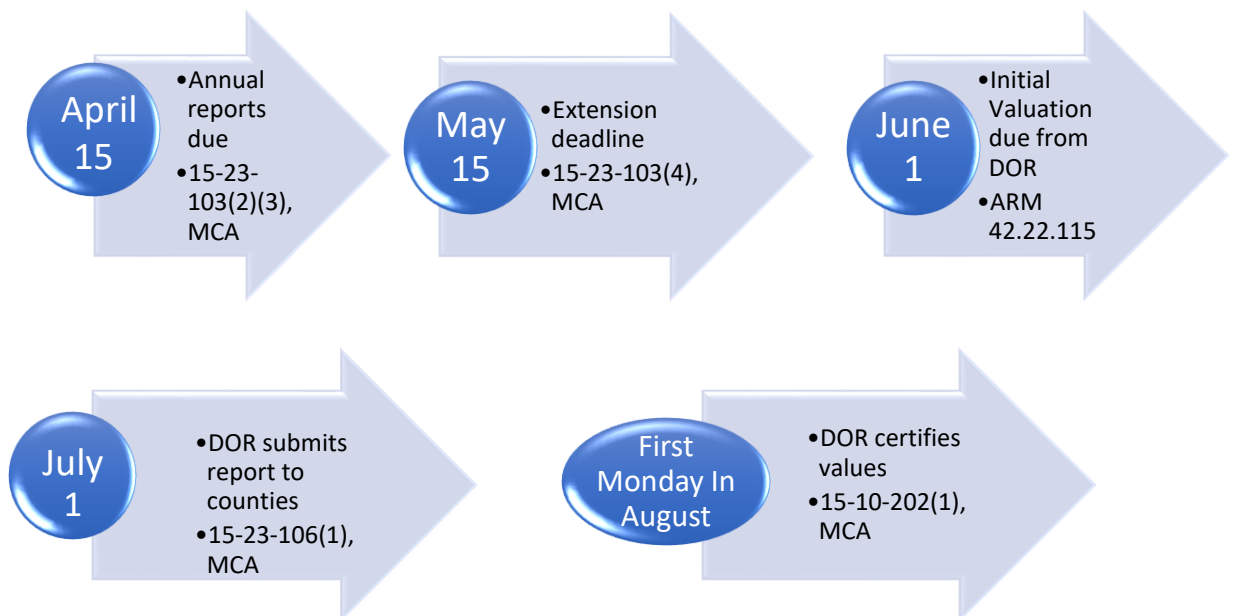 April
15
•Annual
reports
due
•15-23-
103(2)(3),
MCA
May
15
•Extension
deadline
•15-23-103(4),
MCA
June
1
•Initial
Valuation
due from
DOR
•ARM
42.22.115
July
1
•DOR submits
report to
counties
•15-23-106(1),
MCA
First
Monday In
August
•DOR certifies
values
•15-10-202(1),
MCA